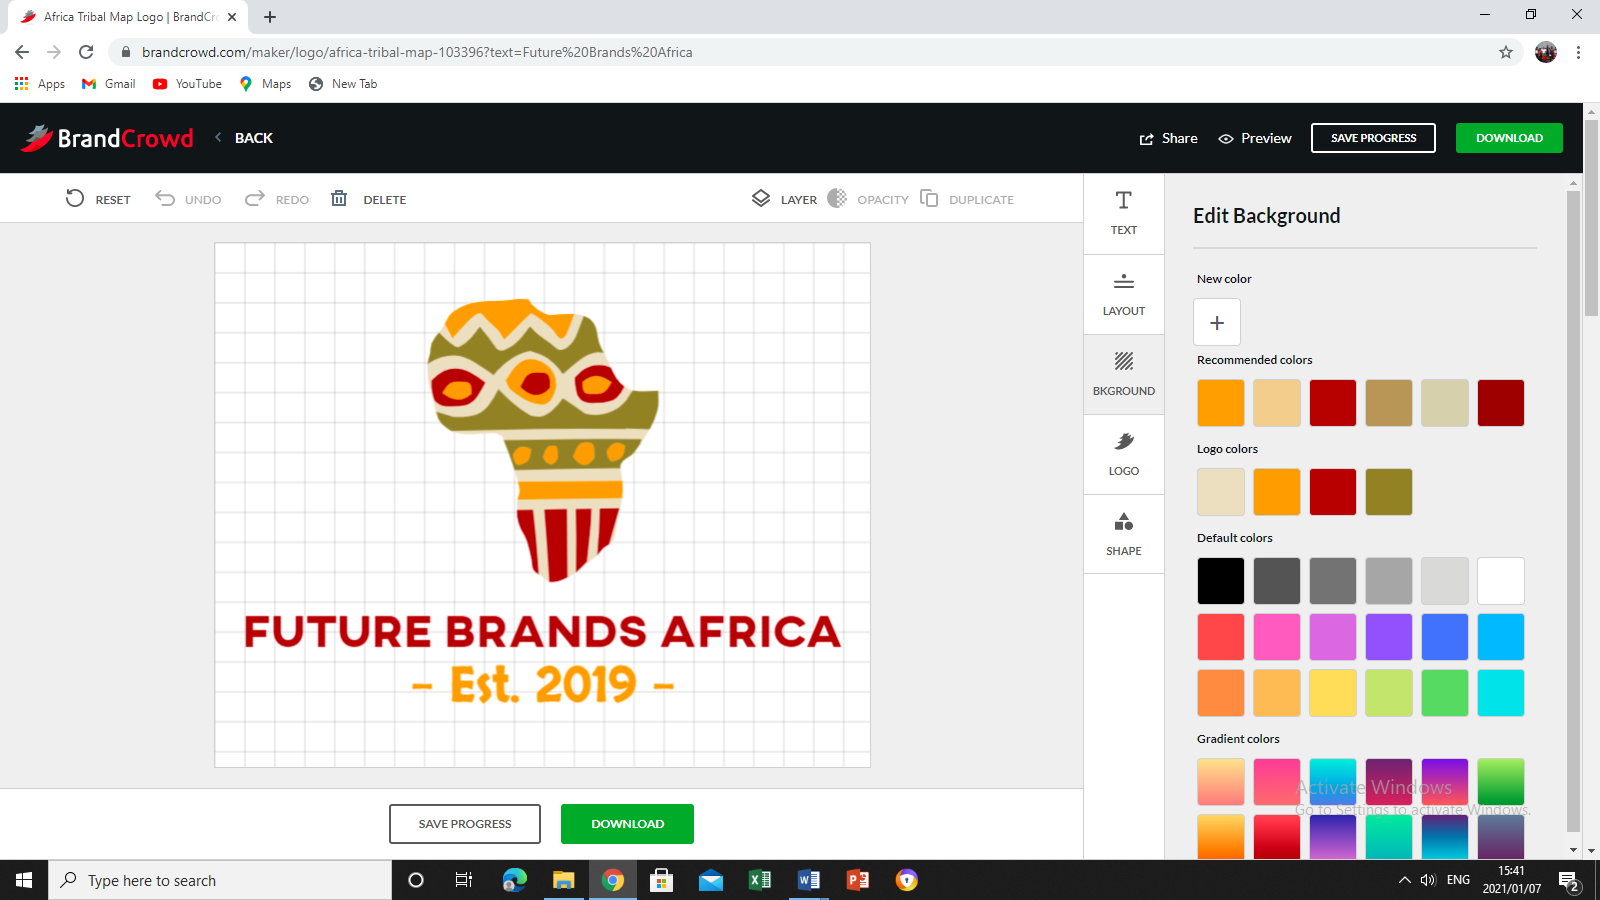 Africa Tribal Map Logo | BrandCr
brandcrowd.com/maker/logo/africa-tribal-map-103396?text=Future%20Brands%20Africa
Apps Gmail YouTube Maps New Tab
BrandCrowd BACK Share Preview SAVE PROGRESS DOWNLOAD
RESET UNDO REDO DELETE LAYER OPACITY DUPLICATE
TEXT
LAYOUT
BKGROUND
LOGO
SHAPE
Edit Background
New color
+
Recommended colors
Logo colors
Default colors
Gradient colors
FUTURE BRANDS AFRICA
– Est. 2019 –
SAVE PROGRESS DOWNLOAD
Activate Windows
Go to Settings to activate Windows.
Type here to search
ENG
15:41
2021/01/07
2